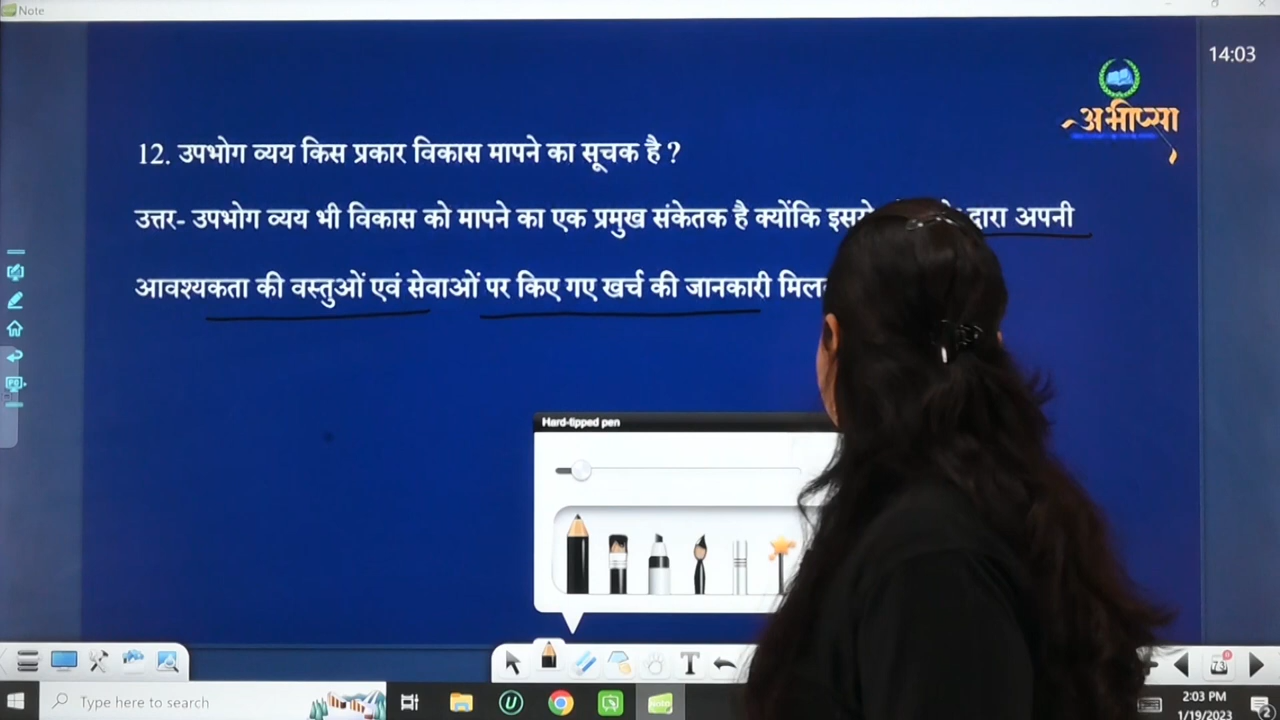 Note
14:03
अभीप्सा
12. उपभोग व्यय किस प्रकार विकास मापने का सूचक है ?
उत्तर- उपभोग व्यय भी विकास को मापने का एक प्रमुख संकेतक है क्योंकि द्वारा अपनी
आवश्यकता की वस्तुओं एवं सेवाओं पर किए गए खर्च की जानकारी
Hard-tipped pen
T
73
Type here to search
2:03 PM
1/19/2023
2